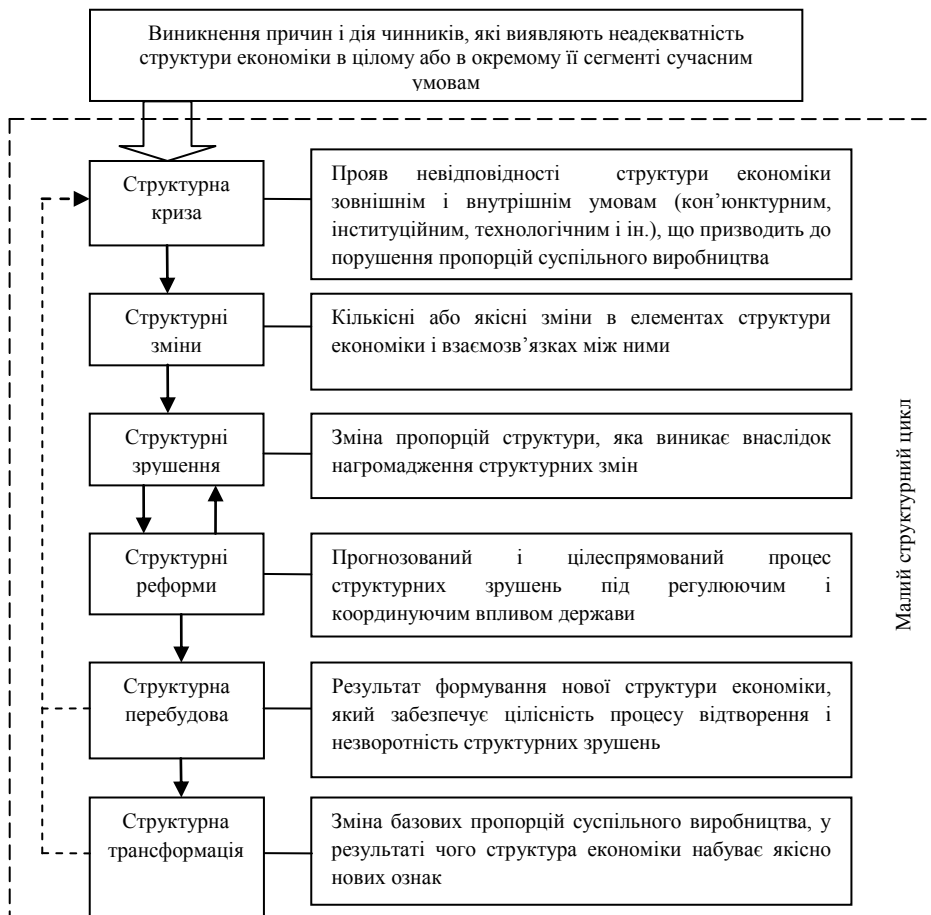 Виникнення причин і дія чинників, які виявляють неадекватність
структури економіки в цілому або в окремому її сегменті сучасним
умовам
Структурна
криза
Прояв невідповідності структури економіки
зовнішнім і внутрішнім умовам (кон’юнктурним,
інституційним, технологічним і ін.), що призводить до
порушення пропорцій суспільного виробництва
Структурні
зміни
Кількісні або якісні зміни в елементах структури
економіки і взаємозв’язках між ними
Структурні
зрушення
Зміна пропорцій структури, яка виникає внаслідок
нагромадження структурних змін
Структурні
реформи
Прогнозований і цілеспрямований процес
структурних зрушень під регулюючим і
координуючим впливом держави
Структурна
перебудова
Результат формування нової структури економіки,
який забезпечує цілісність процесу відтворення і
незворотність структурних зрушень
Структурна
трансформація
Зміна базових пропорцій суспільного виробництва, у
результаті чого структура економіки набуває якісно
нових ознак
Малий структурний цикл